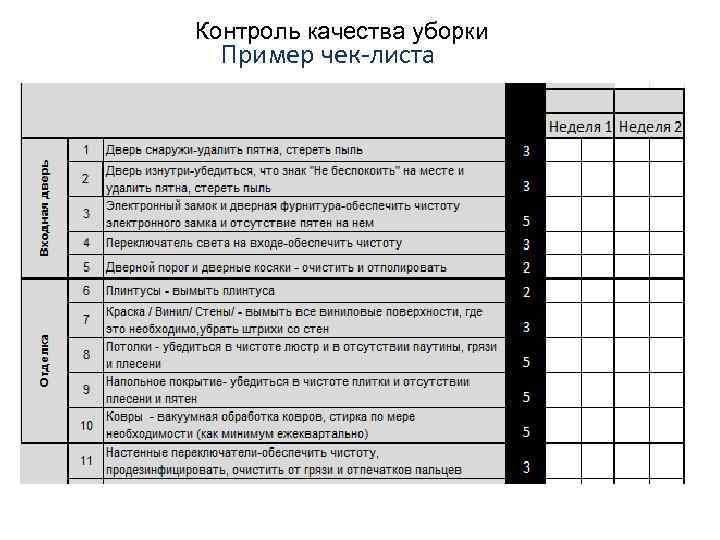 Контроль качества уборки
Пример чек-листа
Неделя 1 Неделя 2
Входная дверь
1 Дверь снаружи-удалить пятна, стереть пыль 3
2 Дверь изнутри-убедиться, что знак "Не беспокоить" на месте и
удалить пятна, стереть пыль 3
3 Электронный замок и дверная фурнитура-обеспечить чистоту
электронного замка и отсутствие пятен на нем 5
4 Переключатель света на входе-обеспечить чистоту 3
5 Дверной порог и дверные косяки - очистить и отполировать 2
Отделка
6 Плинтусы - вымыть плинтуса 2
7 Краска / Винил/ Стены/ - вымыть все виниловые поверхности, где
это необходимо,убрать штрихи со стен 3
8 Потолки - убедиться в чистоте люстр и в отсутствии паутины, грязи
и плесени 5
9 Напольное покрытие- убедиться в чистоте плитки и отсутствии
плесени и пятен 5
10 Ковры - вакуумная обработка ковров, стирка по мере
необходимости (как минимум ежеквартально) 5
11 Настенные переключатели-обеспечить чистоту,
продезинфицировать, очистить от грязи и отпечатков пальцев 3